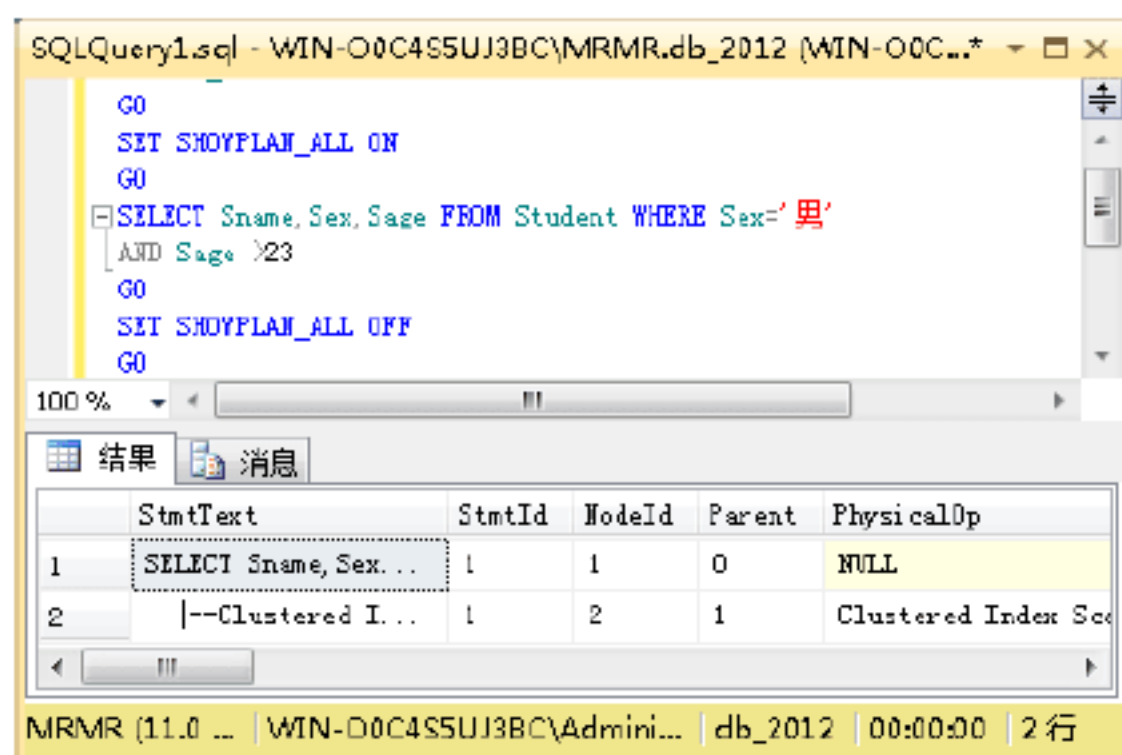 SQLQuery1.sql - WIN-O0C4S5UJ3BC\MRMR.db_2012 (WIN-O0C...*
GO
SET SHOWPLAN_ALL ON
GO
SELECT Sname,Sex,Sage FROM Student WHERE Sex='男'
AND Sage >23
GO
SET SHOWPLAN_ALL OFF
GO
100 %
结果 消息
StmtText StmtId NodeId Parent PhysicalOp
1 SELECT Sname,Sex... 1 1 0 NULL
2 |--Clustered I... 1 2 1 Clustered Index Sca
MRMR (11.0 ... WIN-O0C4S5UJ3BC\Admini... db_2012 00:00:00 2 行